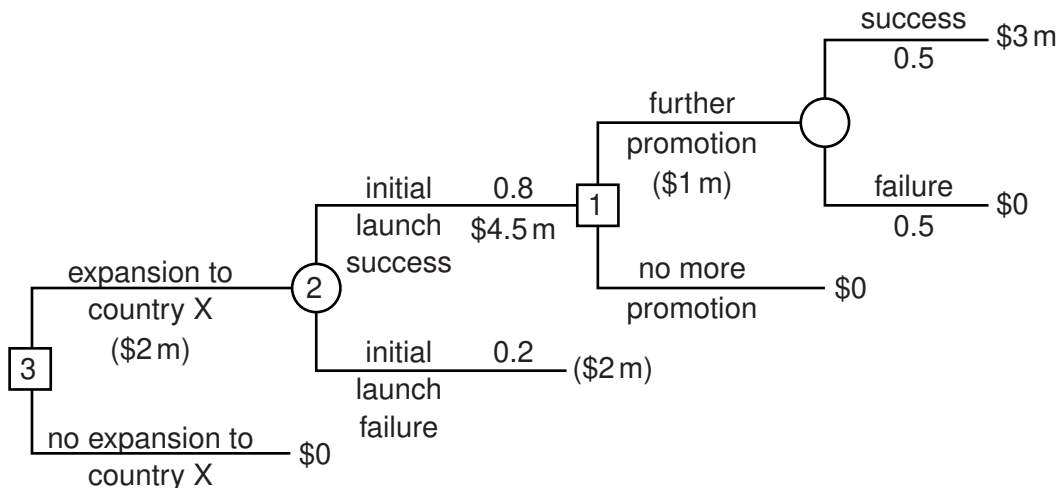 success
0.5
$3 m
further
promotion
($1 m)
failure
0.5
$0
initial
launch
success
0.8
$4.5 m
1
no more
promotion
$0
expansion to
country X
($2 m)
2
initial
launch
failure
0.2
($2 m)
3
no expansion to
country X
$0